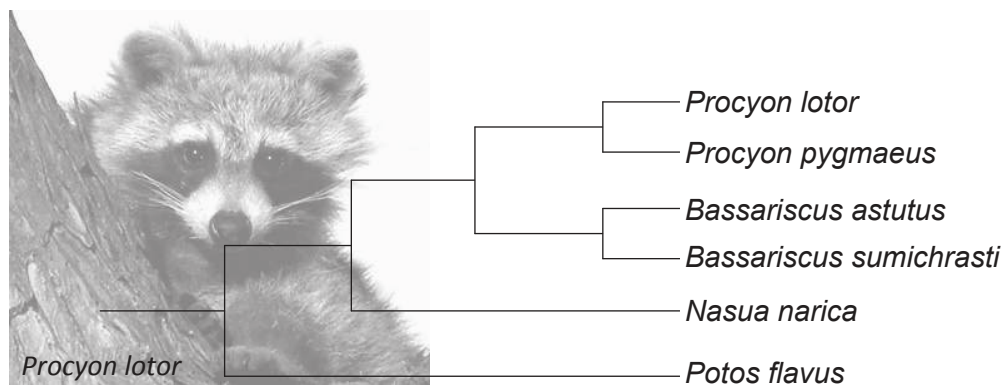 Procyon lotor
Procyon pygmaeus
Bassariscus astutus
Bassariscus sumichrasti
Nasua narica
Potos flavus
Procyon lotor